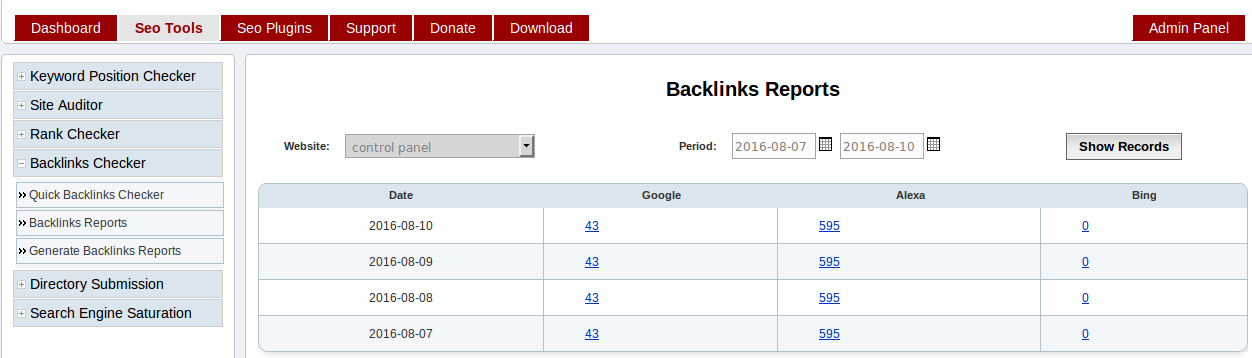 Dashboard Seo Tools Seo Plugins Support Donate Download Admin Panel
Keyword Position Checker
Site Auditor
Rank Checker
Backlinks Checker
Quick Backlinks Checker
Backlinks Reports
Generate Backlinks Reports
Directory Submission
Search Engine Saturation
Backlinks Reports
Website: control panel Period: 2016-08-07 2016-08-10 Show Records
Date Google Alexa Bing
2016-08-10 43 595 0
2016-08-09 43 595 0
2016-08-08 43 595 0
2016-08-07 43 595 0